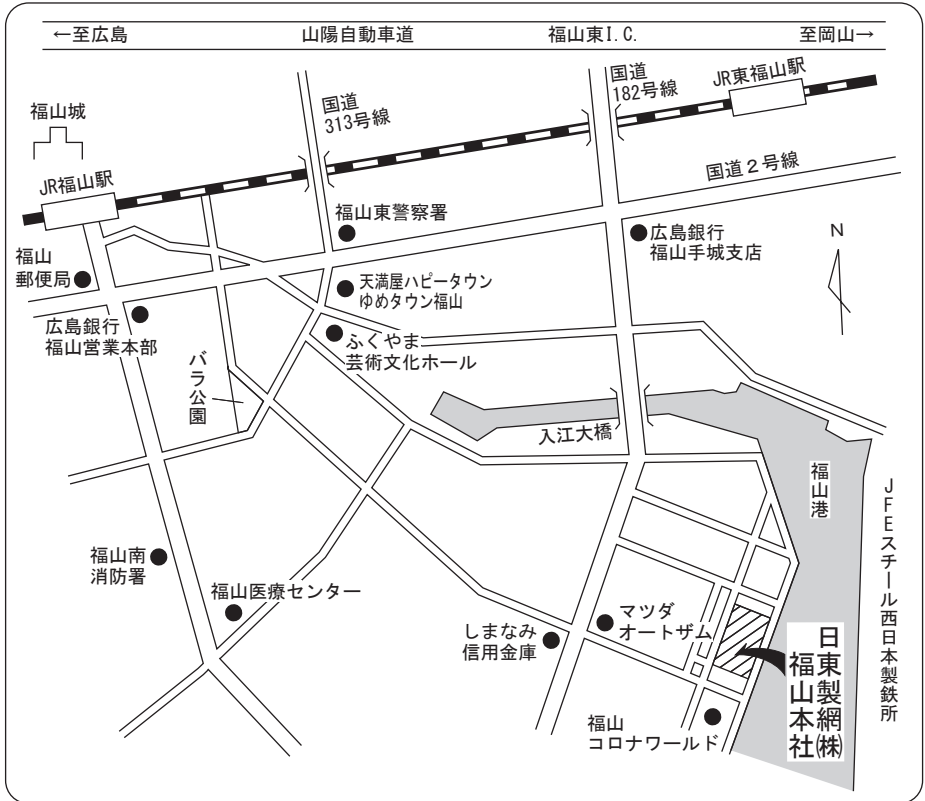 ←至広島
山陽自動車道
福山東I.C.
至岡山→
国道
313号線
国道
182号線
JR東福山駅
福山城
JR福山駅
国道2号線
福山東警察署
広島銀行
福山手城支店
N
福山
郵便局
天満屋ハピータウン
ゆめタウン福山
広島銀行
福山営業本部
ふくやま
芸術文化ホール
バラ公園
入江大橋
福山港
JFEスチール西日本製鉄所
福山南
消防署
福山医療センター
しまなみ
信用金庫
マツダ
オートザム
日東製網㈱
福山本社
福山
コロナワールド